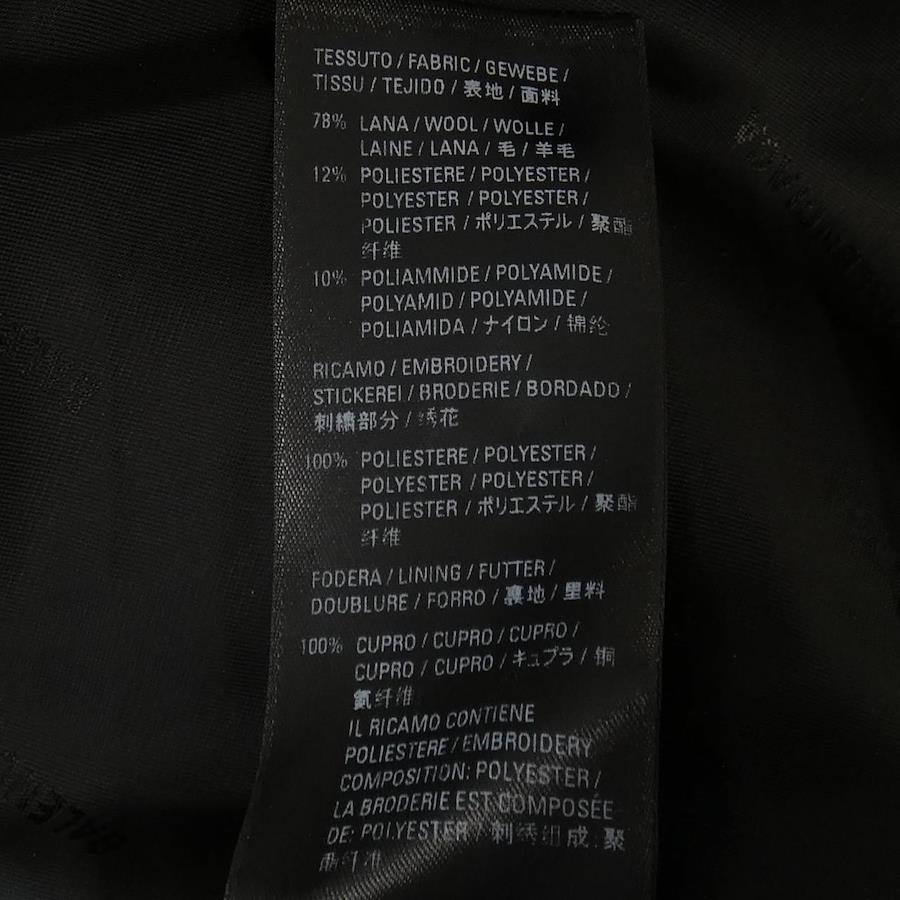 TESSUTO / FABRIC / GEWEBE /
TISSU / TEJIDO / 表地 / 面料
78% LANA / WOOL / WOLLE /
LAINE / LANA / 毛 / 羊毛
12% POLIESTERE / POLYESTER /
POLYESTER / POLYESTER /
POLIESTER / ポリエステル / 聚酯
纤维
10% POLIAMMIDE / POLYAMIDE /
POLYAMID / POLYAMIDE /
POLIAMIDA / ナイロン / 锦纶
RICAMO / EMBROIDERY /
STICKEREI / BRODERIE / BORDADO /
刺繍部分 / 绣花
100% POLIESTERE / POLYESTER /
POLYESTER / POLYESTER /
POLIESTER / ポリエステル / 聚酯
纤维
FODERA / LINING / FUTTER /
DOUBLURE / FORRO / 裏地 / 里料
100% CUPRO / CUPRO / CUPRO /
CUPRO / CUPRO / キュプラ / 铜
氨纤维
IL RICAMO CONTIENE
POLIESTERE / EMBROIDERY
COMPOSITION: POLYESTER /
LA BRODERIE EST COMPOSÉE
DE: POLYESTER / 刺绣组成: 聚
酯纤维